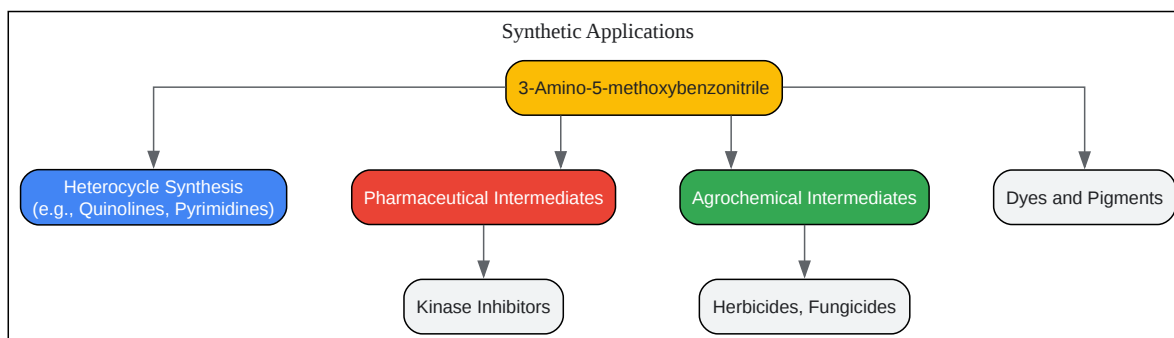 Synthetic Applications
3-Amino-5-methoxybenzonitrile
Heterocycle Synthesis
(e.g., Quinolines, Pyrimidines)
Pharmaceutical Intermediates
Agrochemical Intermediates
Dyes and Pigments
Kinase Inhibitors
Herbicides, Fungicides